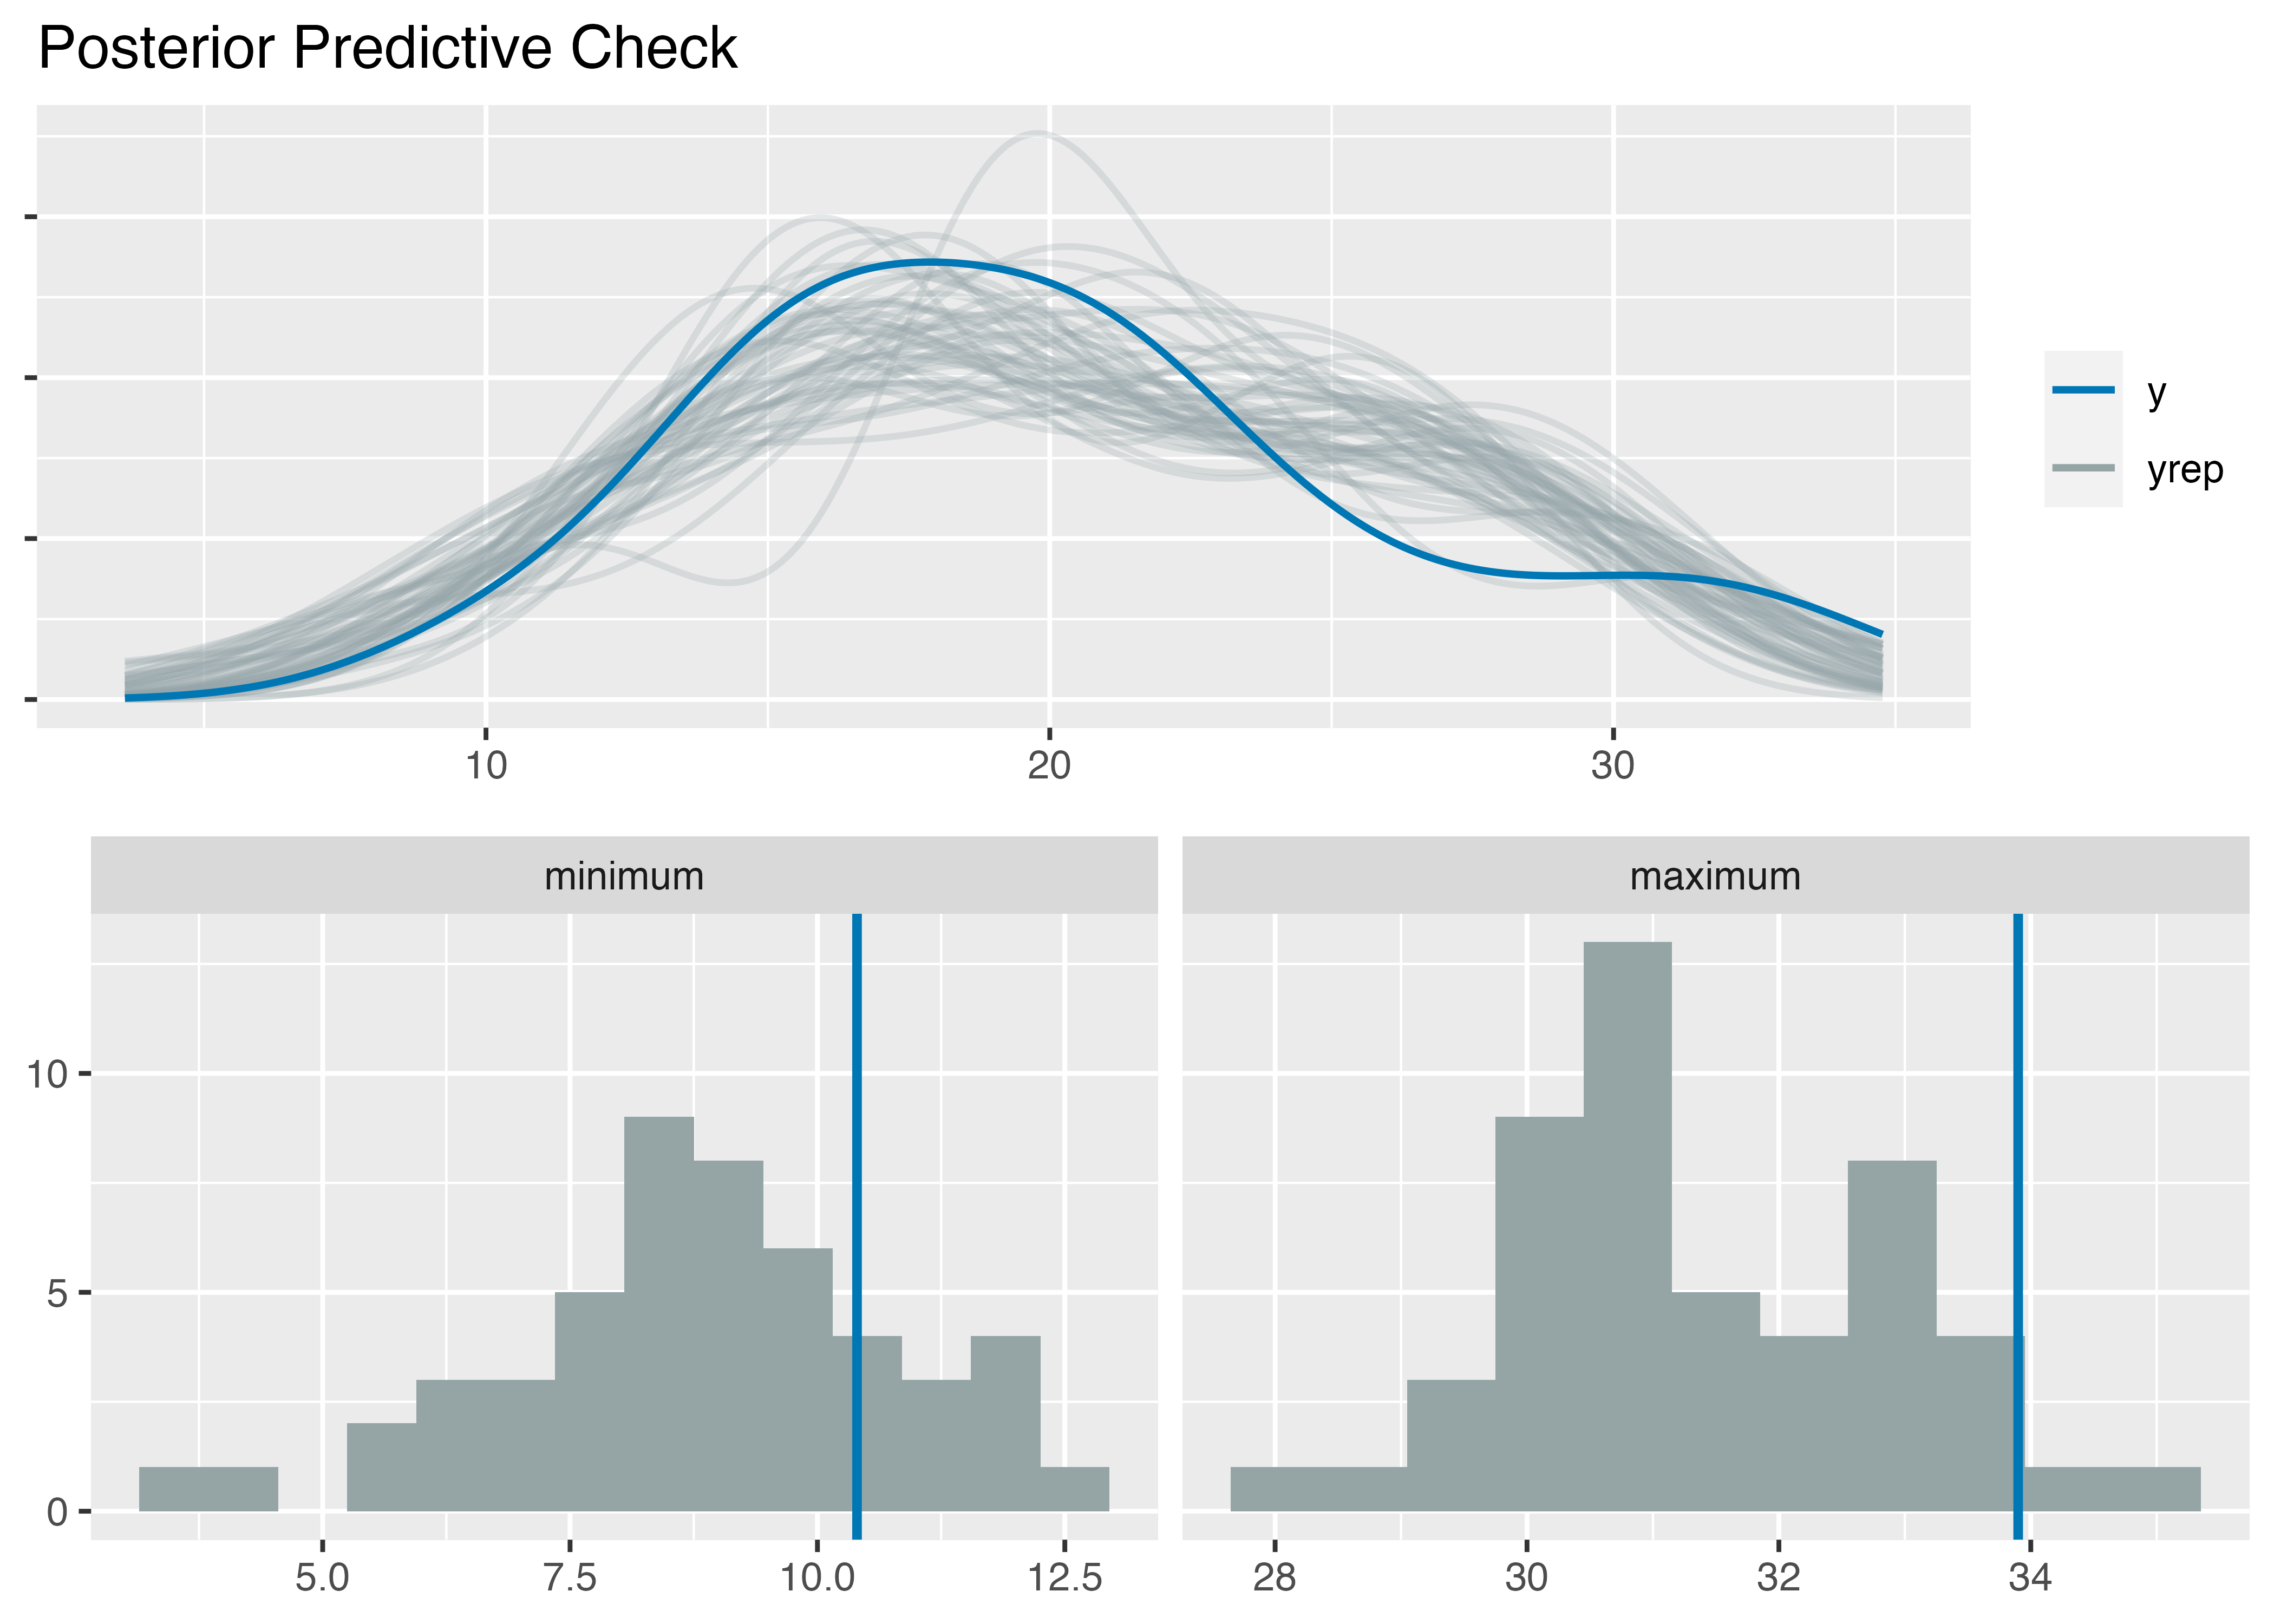 Posterior Predictive Check
y
yrep
10 20 30
minimum maximum
10
5
0
5.0 7.5 10.0 12.5 28 30 32 34